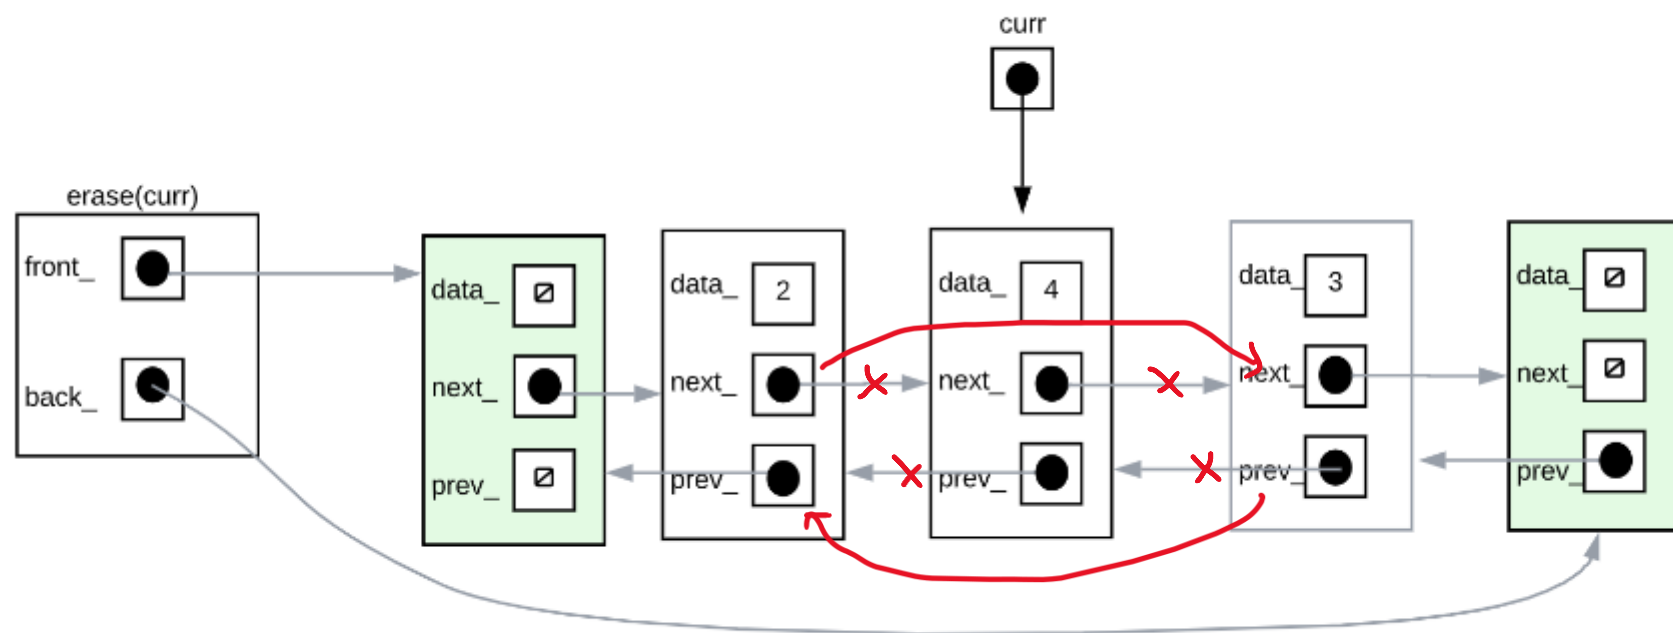 curr
erase(curr)
front_
back_
data_
next_
prev_
data_ 2
next_
prev_
data_ 4
next_
prev_
data_ 3
next_
prev_
data_
next_
prev_